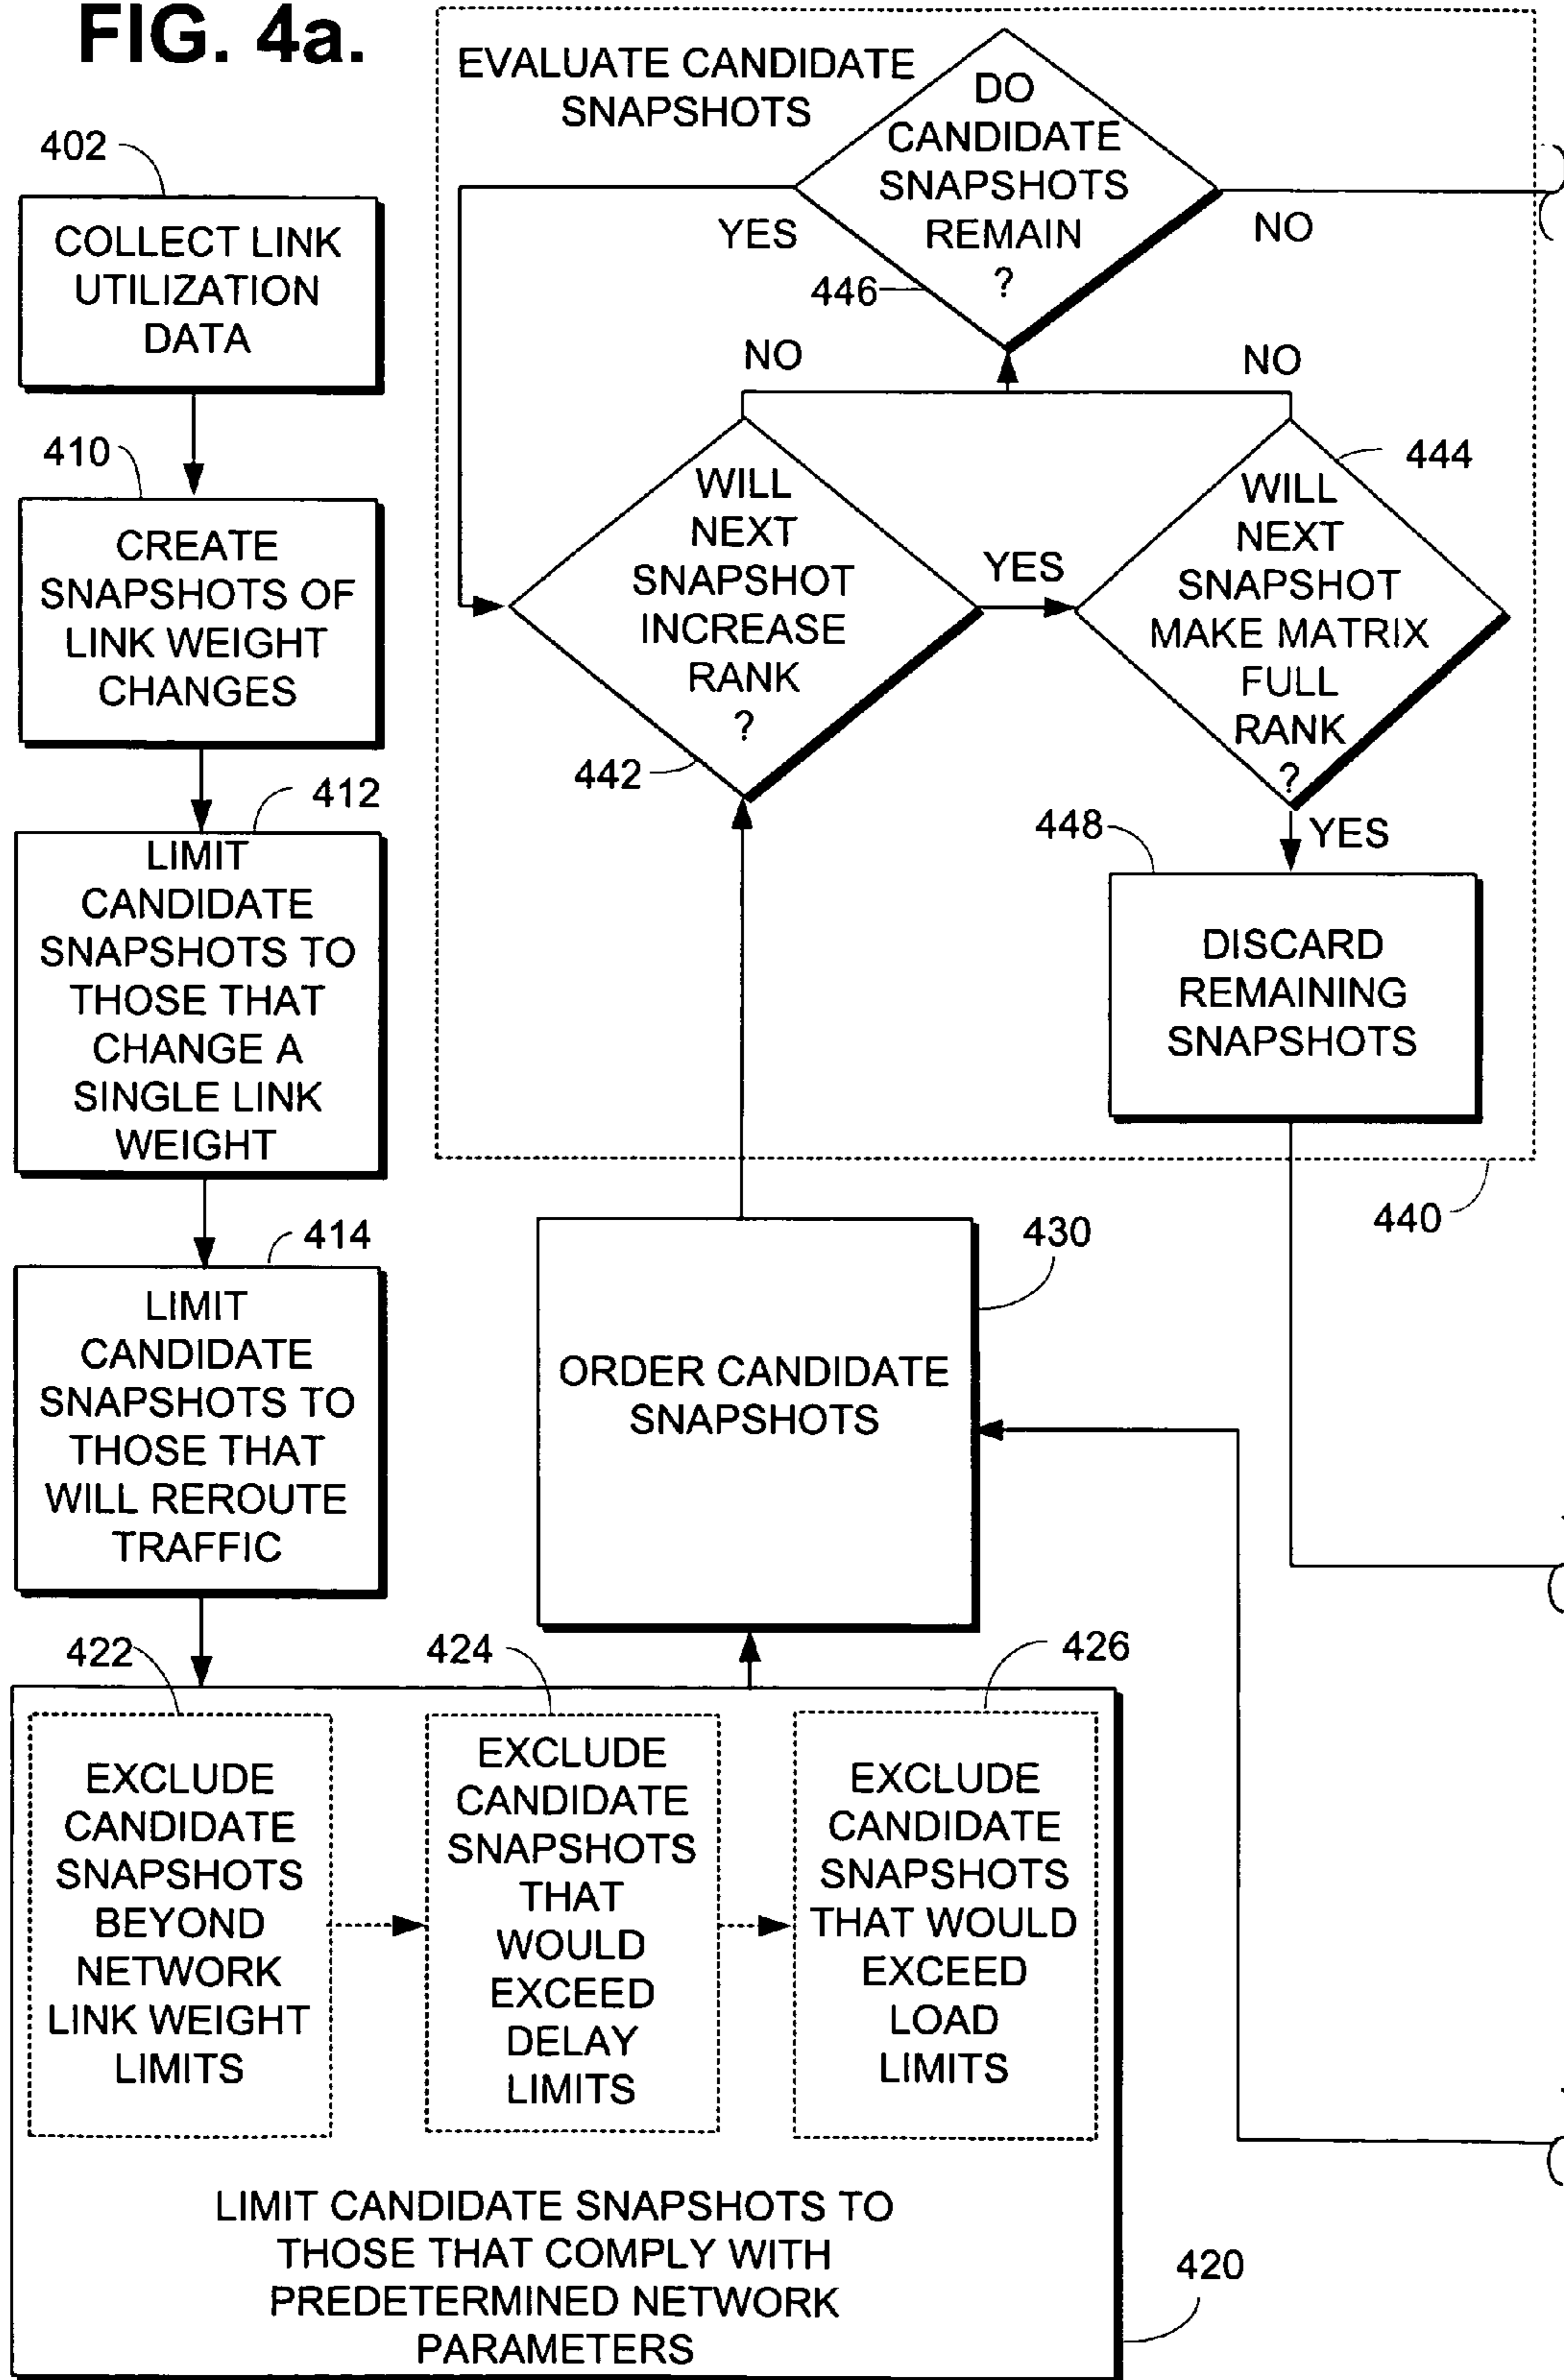 FIG. 4a.
402
COLLECT LINK
UTILIZATION
DATA
410
CREATE
SNAPSHOTS OF
LINK WEIGHT
CHANGES
412
LIMIT
CANDIDATE
SNAPSHOTS TO
THOSE THAT
CHANGE A
SINGLE LINK
WEIGHT
414
LIMIT
CANDIDATE
SNAPSHOTS TO
THOSE THAT
WILL REROUTE
TRAFFIC
422
EXCLUDE
CANDIDATE
SNAPSHOTS
BEYOND
NETWORK
LINK WEIGHT
LIMITS
424
EXCLUDE
CANDIDATE
SNAPSHOTS
THAT
WOULD
EXCEED
DELAY
LIMITS
426
EXCLUDE
CANDIDATE
SNAPSHOTS
THAT WOULD
EXCEED
LOAD
LIMITS
LIMIT CANDIDATE SNAPSHOTS TO
THOSE THAT COMPLY WITH
PREDETERMINED NETWORK
PARAMETERS
420
430
ORDER CANDIDATE
SNAPSHOTS
EVALUATE CANDIDATE
SNAPSHOTS
DO
CANDIDATE
SNAPSHOTS
REMAIN
?
446
YES
NO
NO
NO
WILL
NEXT
SNAPSHOT
INCREASE
RANK
?
442
YES
444
WILL
NEXT
SNAPSHOT
MAKE MATRIX
FULL
RANK
?
YES
448
DISCARD
REMAINING
SNAPSHOTS
440